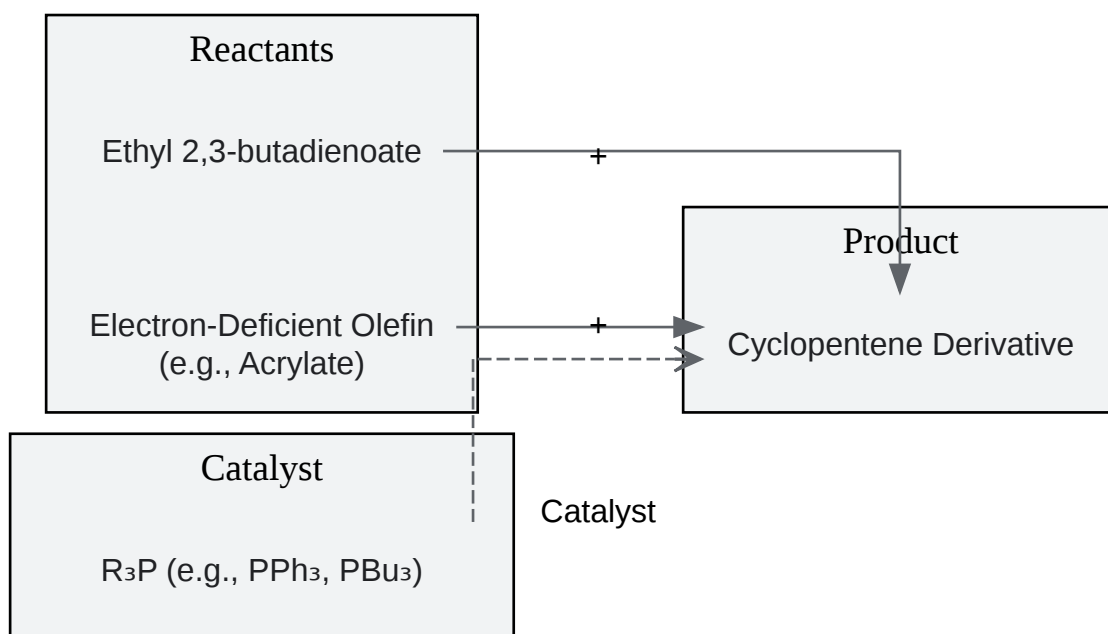 Reactants
Ethyl 2,3-butadienoate
+
Product
Electron-Deficient Olefin
(e.g., Acrylate)
+
Cyclopentene Derivative
Catalyst
Catalyst
R₃P (e.g., PPh₃, PBu₃)